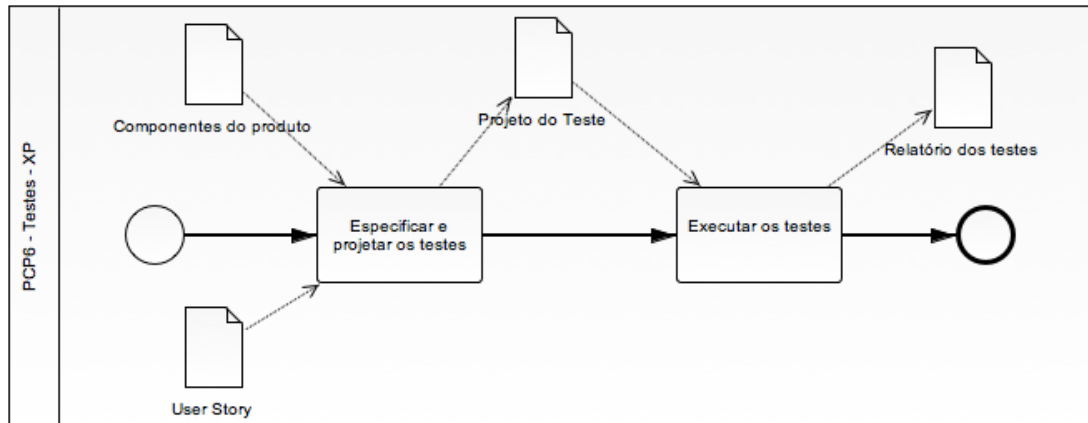 PCP6 - Testes - XP
Componentes do produto
Projeto do Teste
Relatório dos testes
Especificar e
projetar os testes
Executar os testes
User Story